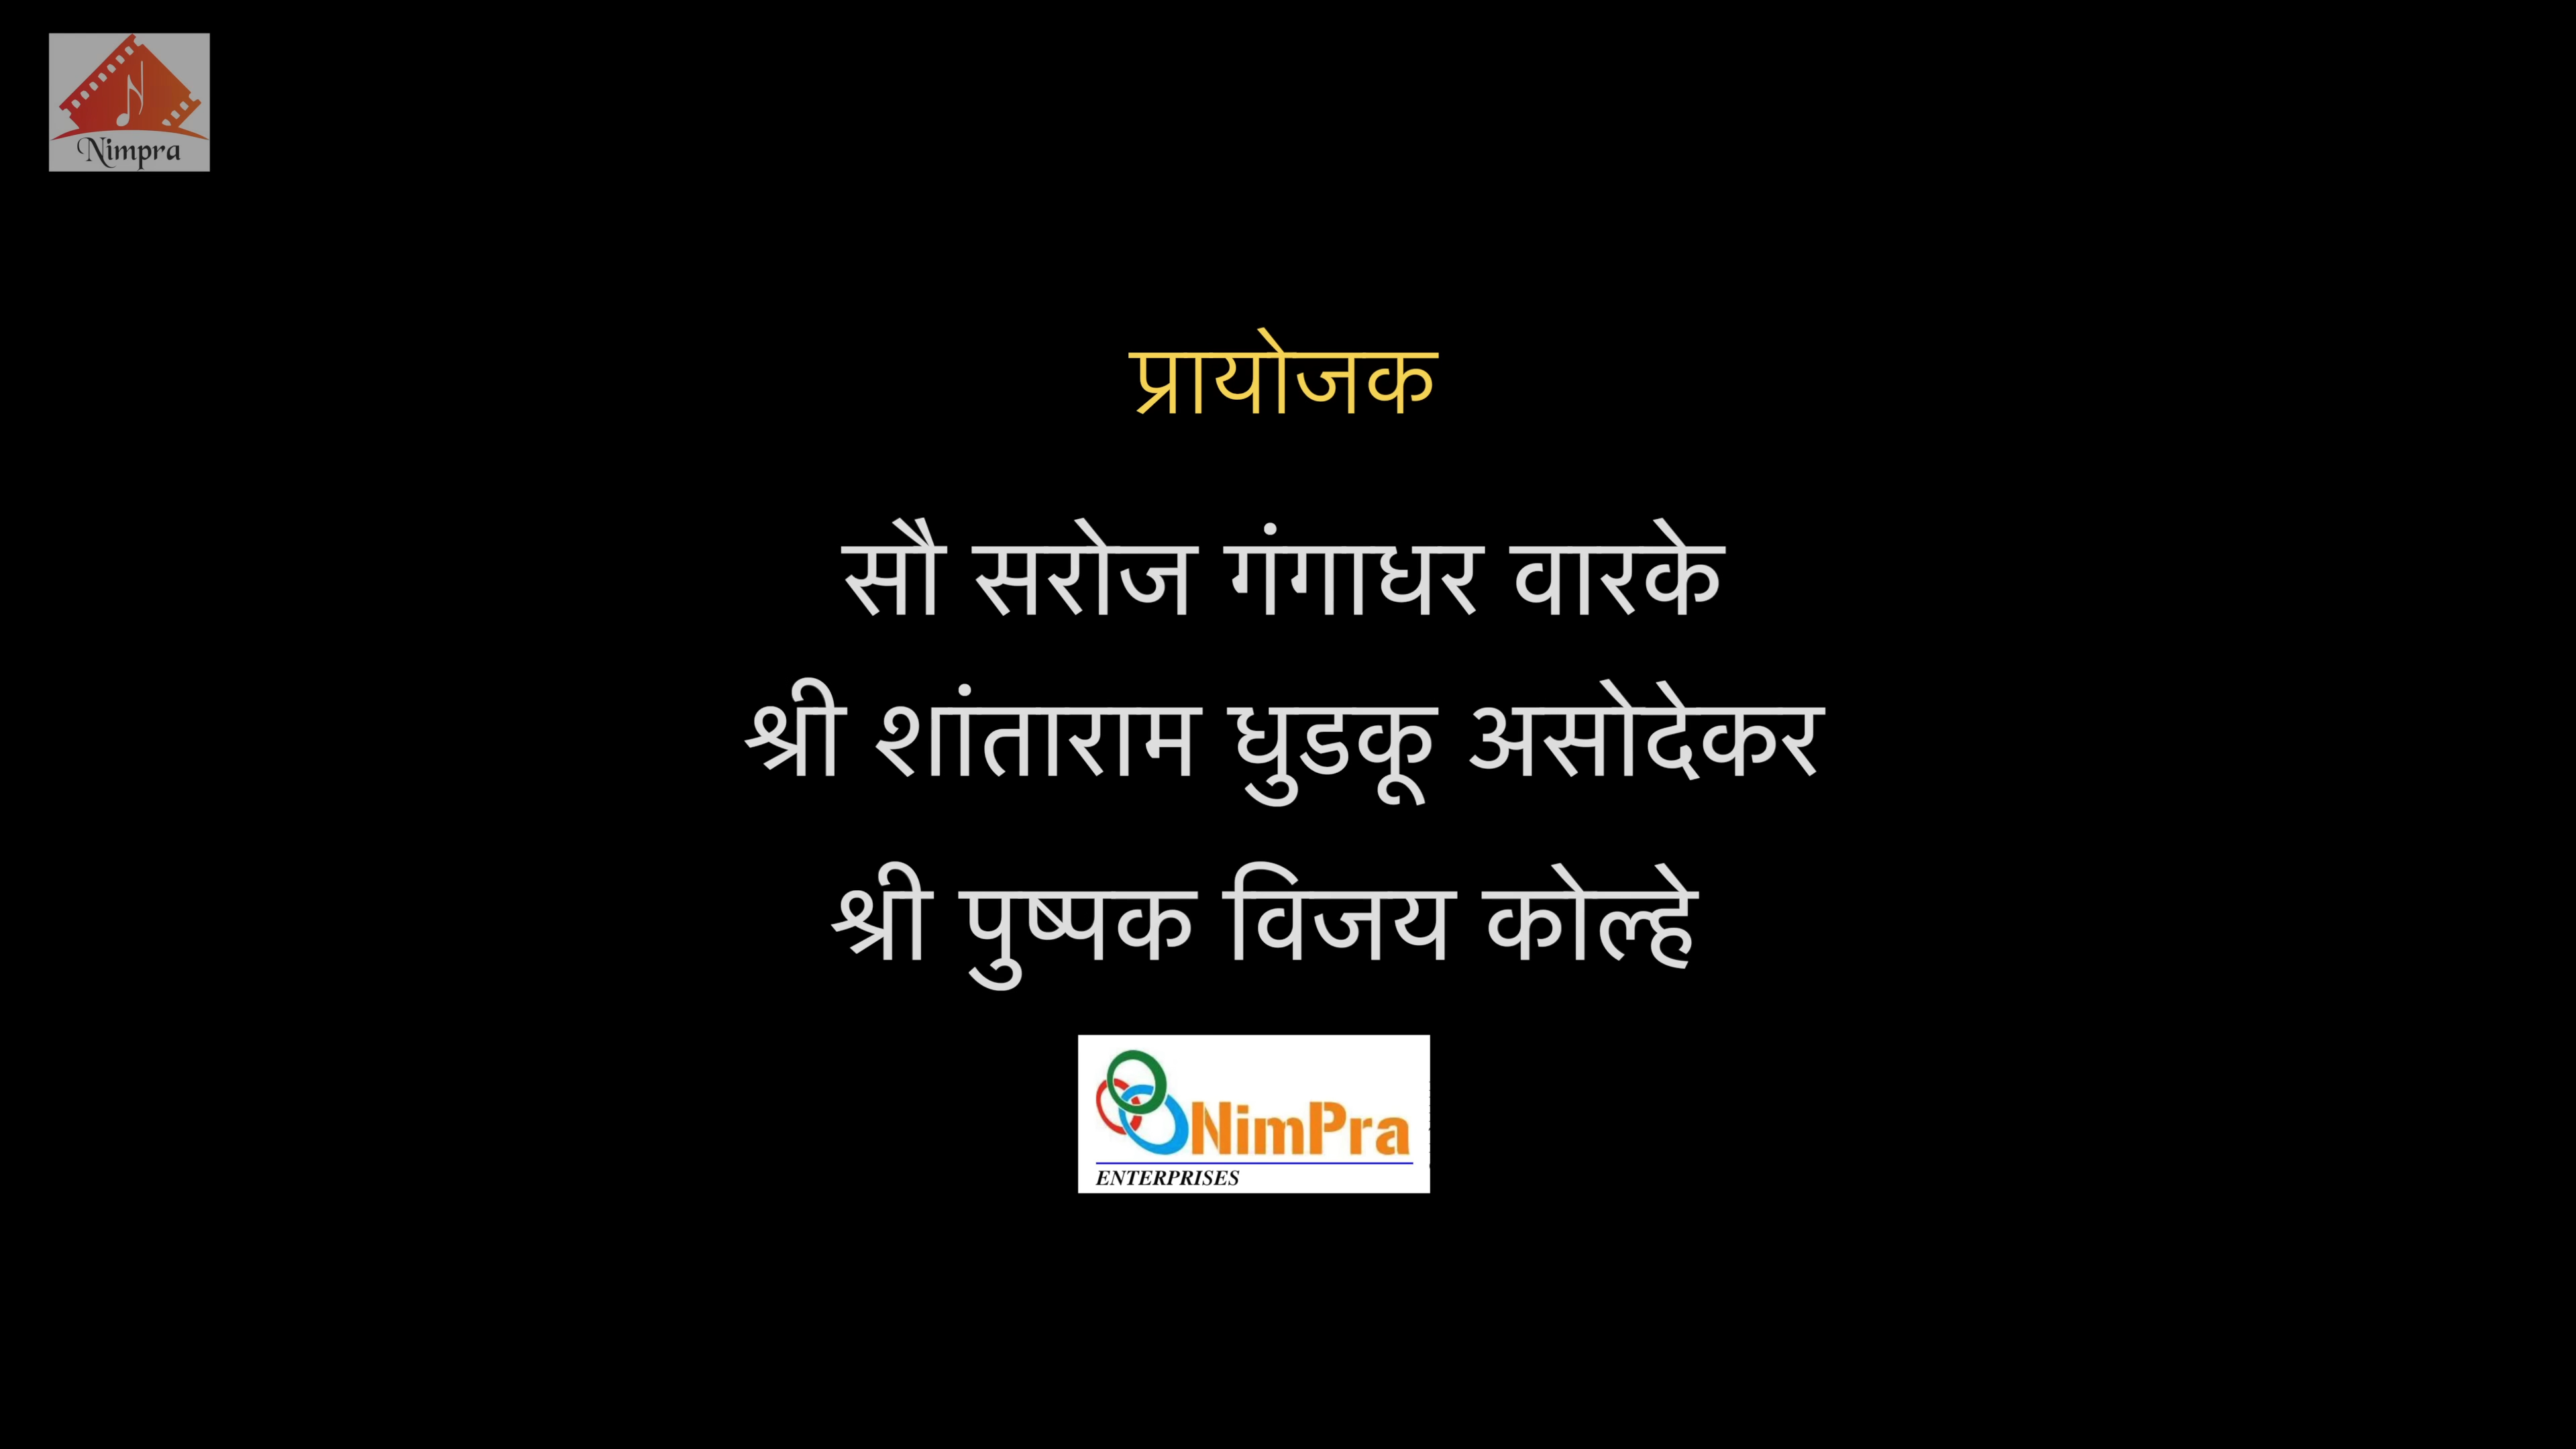 Nimpra
प्रायोजक
सौ सरोज गंगाधर वारके
श्री शांताराम धुडकू असोदेकर
श्री पुष्पक विजय कोल्हे
NimPra
ENTERPRISES